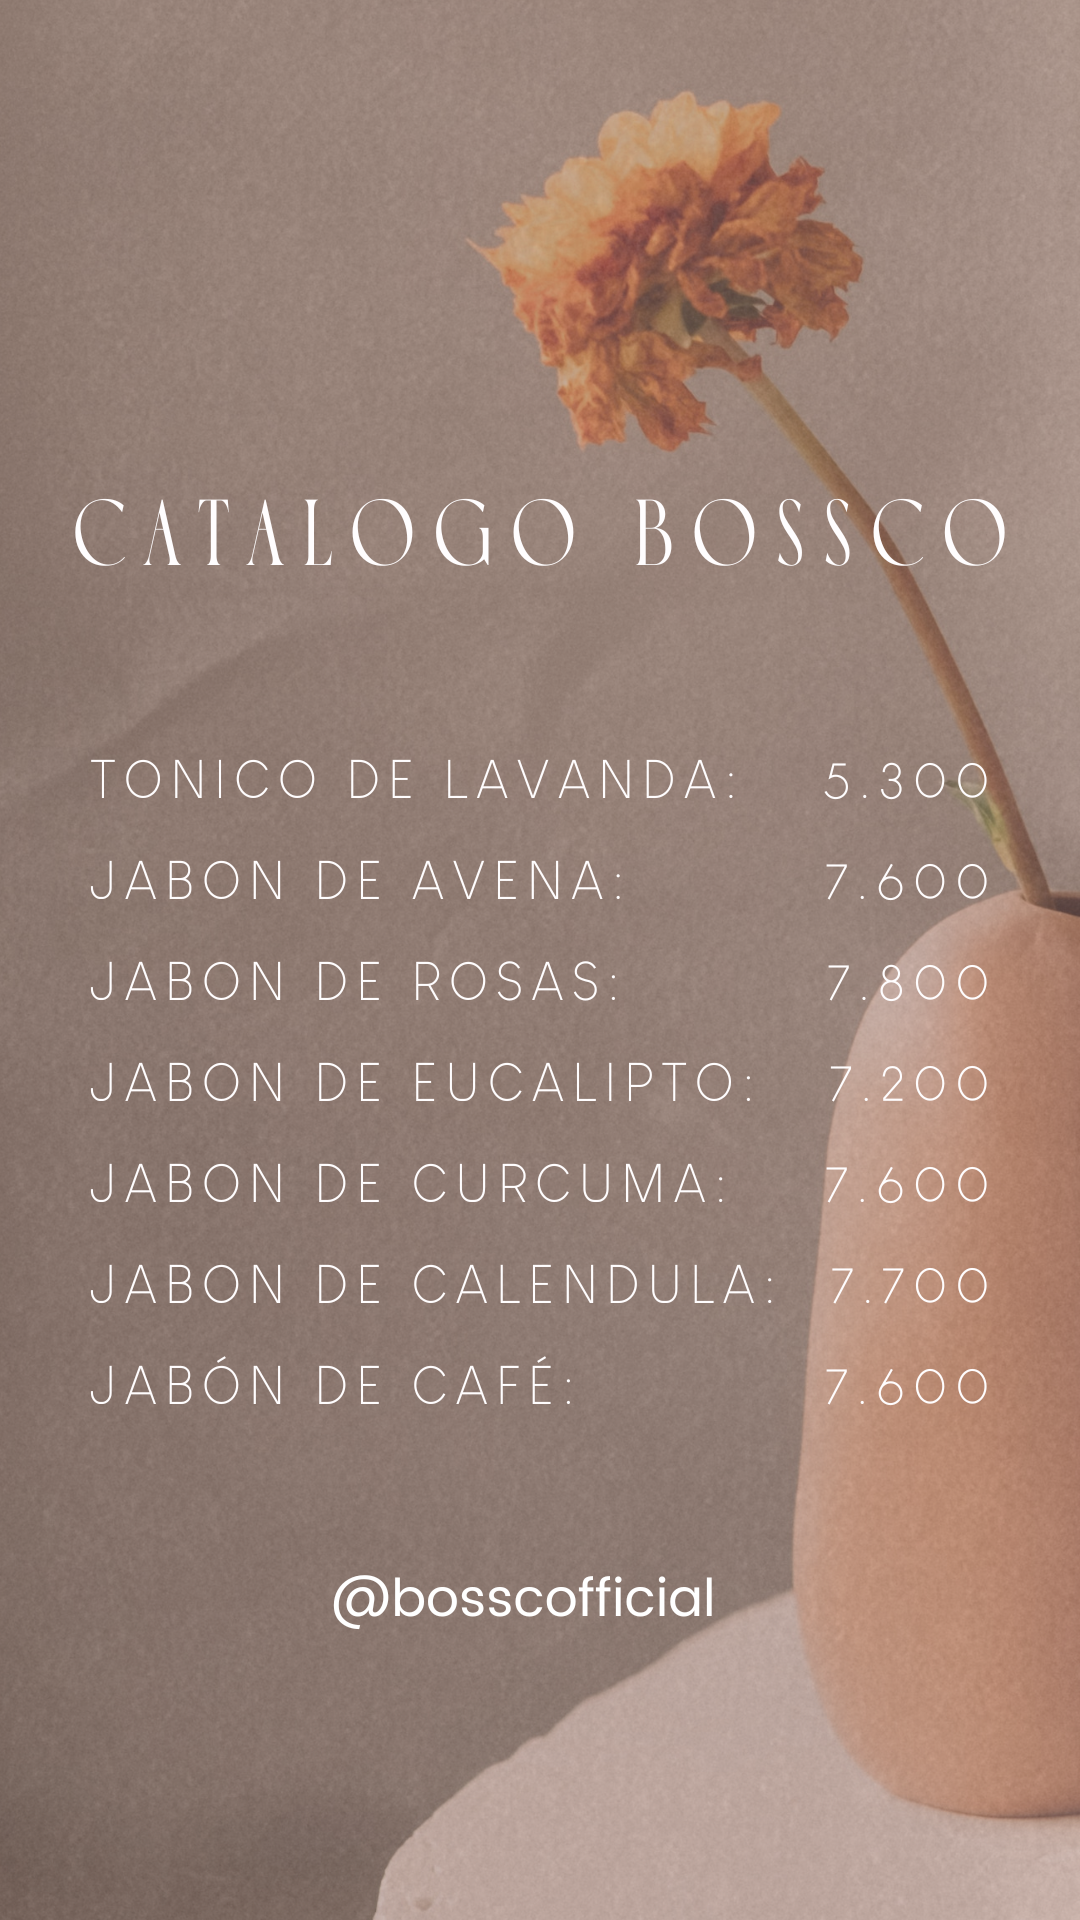 CATALOGO BOSSCO
TONICO DE LAVANDA: 5.300
JABON DE AVENA: 7.600
JABON DE ROSAS: 7.800
JABON DE EUCALIPTO: 7.200
JABON DE CURCUMA: 7.600
JABON DE CALENDULA: 7.700
JABÓN DE CAFÉ: 7.600
@bosscofficial